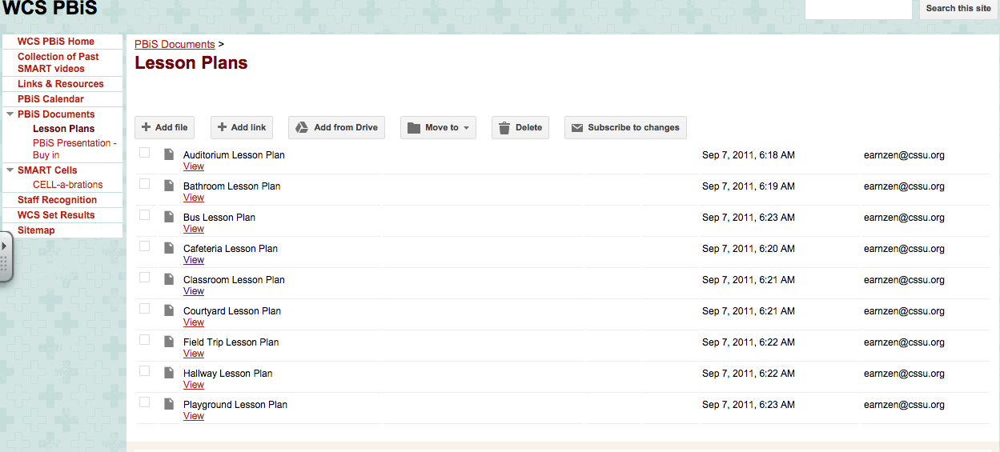 WCS PBiS
Search this site
WCS PBiS Home
Collection of Past
SMART videos
Links & Resources
PBiS Calendar
PBiS Documents
Lesson Plans
PBiS Presentation -
Buy in
SMART Cells
CELL-a-brations
Staff Recognition
WCS Set Results
Sitemap
PBiS Documents >
Lesson Plans
Add file Add link Add from Drive Move to Delete Subscribe to changes
Auditorium Lesson Plan Sep 7, 2011, 6:18 AM earnzen@cssu.org
View
Bathroom Lesson Plan Sep 7, 2011, 6:19 AM earnzen@cssu.org
View
Bus Lesson Plan Sep 7, 2011, 6:23 AM earnzen@cssu.org
View
Cafeteria Lesson Plan Sep 7, 2011, 6:20 AM earnzen@cssu.org
View
Classroom Lesson Plan Sep 7, 2011, 6:21 AM earnzen@cssu.org
View
Courtyard Lesson Plan Sep 7, 2011, 6:21 AM earnzen@cssu.org
View
Field Trip Lesson Plan Sep 7, 2011, 6:22 AM earnzen@cssu.org
View
Hallway Lesson Plan Sep 7, 2011, 6:22 AM earnzen@cssu.org
View
Playground Lesson Plan Sep 7, 2011, 6:23 AM earnzen@cssu.org
View